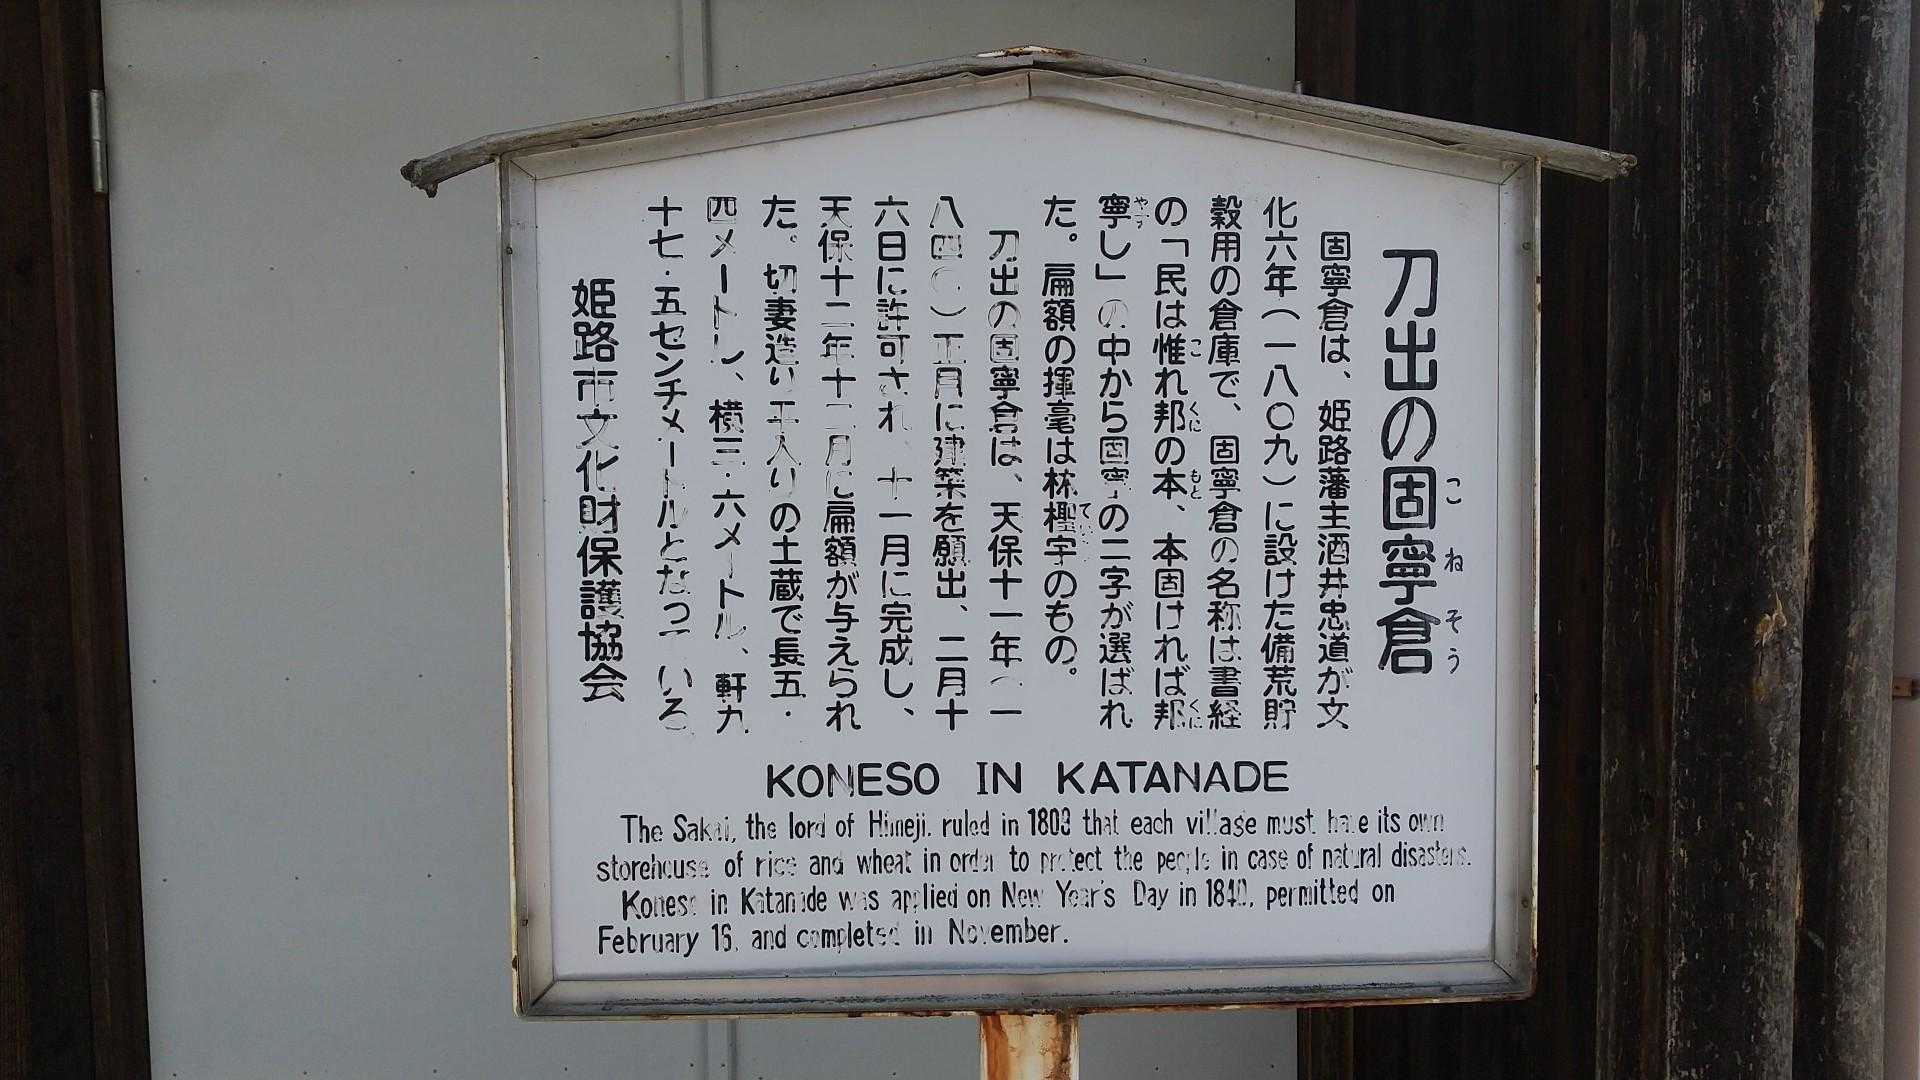 刀出の固寧倉
こねそう
固寧倉は、姫路藩主酒井忠道が文
化六年(一八〇九)に設けた備荒貯
穀用の倉庫で、固寧倉の名称は書経
の「民は惟れ邦の本、本固ければ邦
こ くに もと くに
寧し」の中から固寧の二字が選ばれ
やす
た。扁額の揮毫は林檉宇のもの。
刀出の固寧倉は、天保十一年(一
八四〇)正月に建築を願出、二月十
六日に許可され、十一月に完成し、
天保十二年十二月に扁額が与えられ
た。切妻造り平入りの土蔵で長五・
四メートル、横三・六メートル、軒九
十七・五センチメートルとなっている。
姫路市文化財保護協会
KONESO IN KATANADE
The Sakai, the lord of Himeji. ruled in 1809 that each village must have its own
storehouse of rice and wheat in order to protect the people in case of natural disasters.
Koneso in Katanade was applied on New Year's Day in 1840, permitted on
February 16, and completed in November.